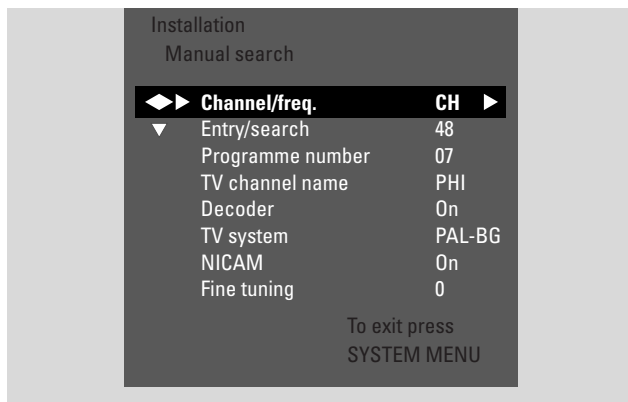 Installation
Manual search
Channel/freq. CH
Entry/search 48
Programme number 07
TV channel name PHI
Decoder On
TV system PAL-BG
NICAM On
Fine tuning 0
To exit press
SYSTEM MENU